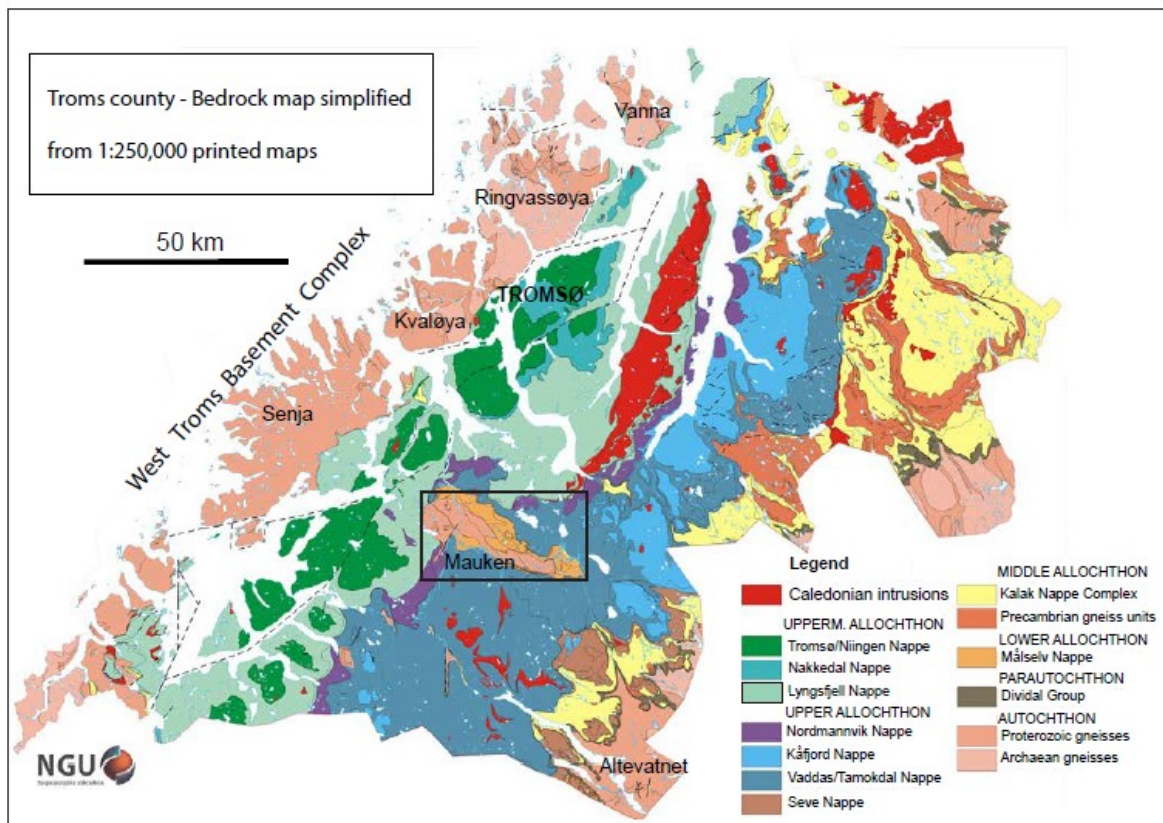 Troms county - Bedrock map simplified
from 1:250,000 printed maps
50 km
West Troms Basement Complex
Vanna
Ringvassøya
TROMSØ
Kvaløya
Senja
Mauken
Altevatnet
NGU
Legend
Caledonian intrusions
UPPERM. ALLOCHTHON
Tromsø/Niingen Nappe
Nakkedal Nappe
Lyngsfjell Nappe
UPPER ALLOCHTHON
Nordmannvik Nappe
Kåfjord Nappe
Vaddas/Tamokdal Nappe
Seve Nappe
MIDDLE ALLOCHTHON
Kalak Nappe Complex
Precambrian gneiss units
LOWER ALLOCHTHON
Målselv Nappe
PARAUTOCHTHON
Dividal Group
AUTOCHTHON
Proterozoic gneisses
Archaean gneisses